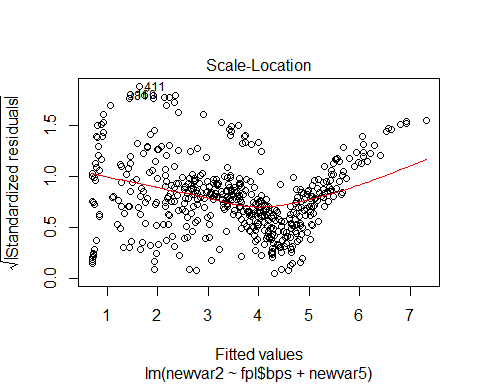 Scale-Location
√|Standardized residuals|
411
0.0 0.5 1.0 1.5
1 2 3 4 5 6 7
Fitted values
lm(newvar2 ~ fpl$bps + newvar5)